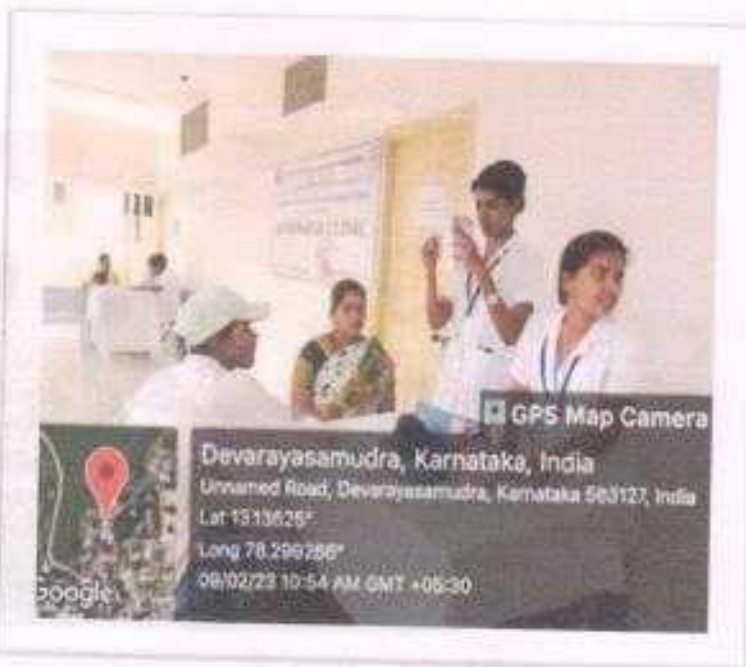 GPS Map Camera
Devarayasamudra, Karnataka, India
Unnamed Road, Devarayasamudra, Karnataka 563127, India
Lat 13.13625°
Long 78.299266°
09/02/23 10:54 AM GMT +05:30
Google